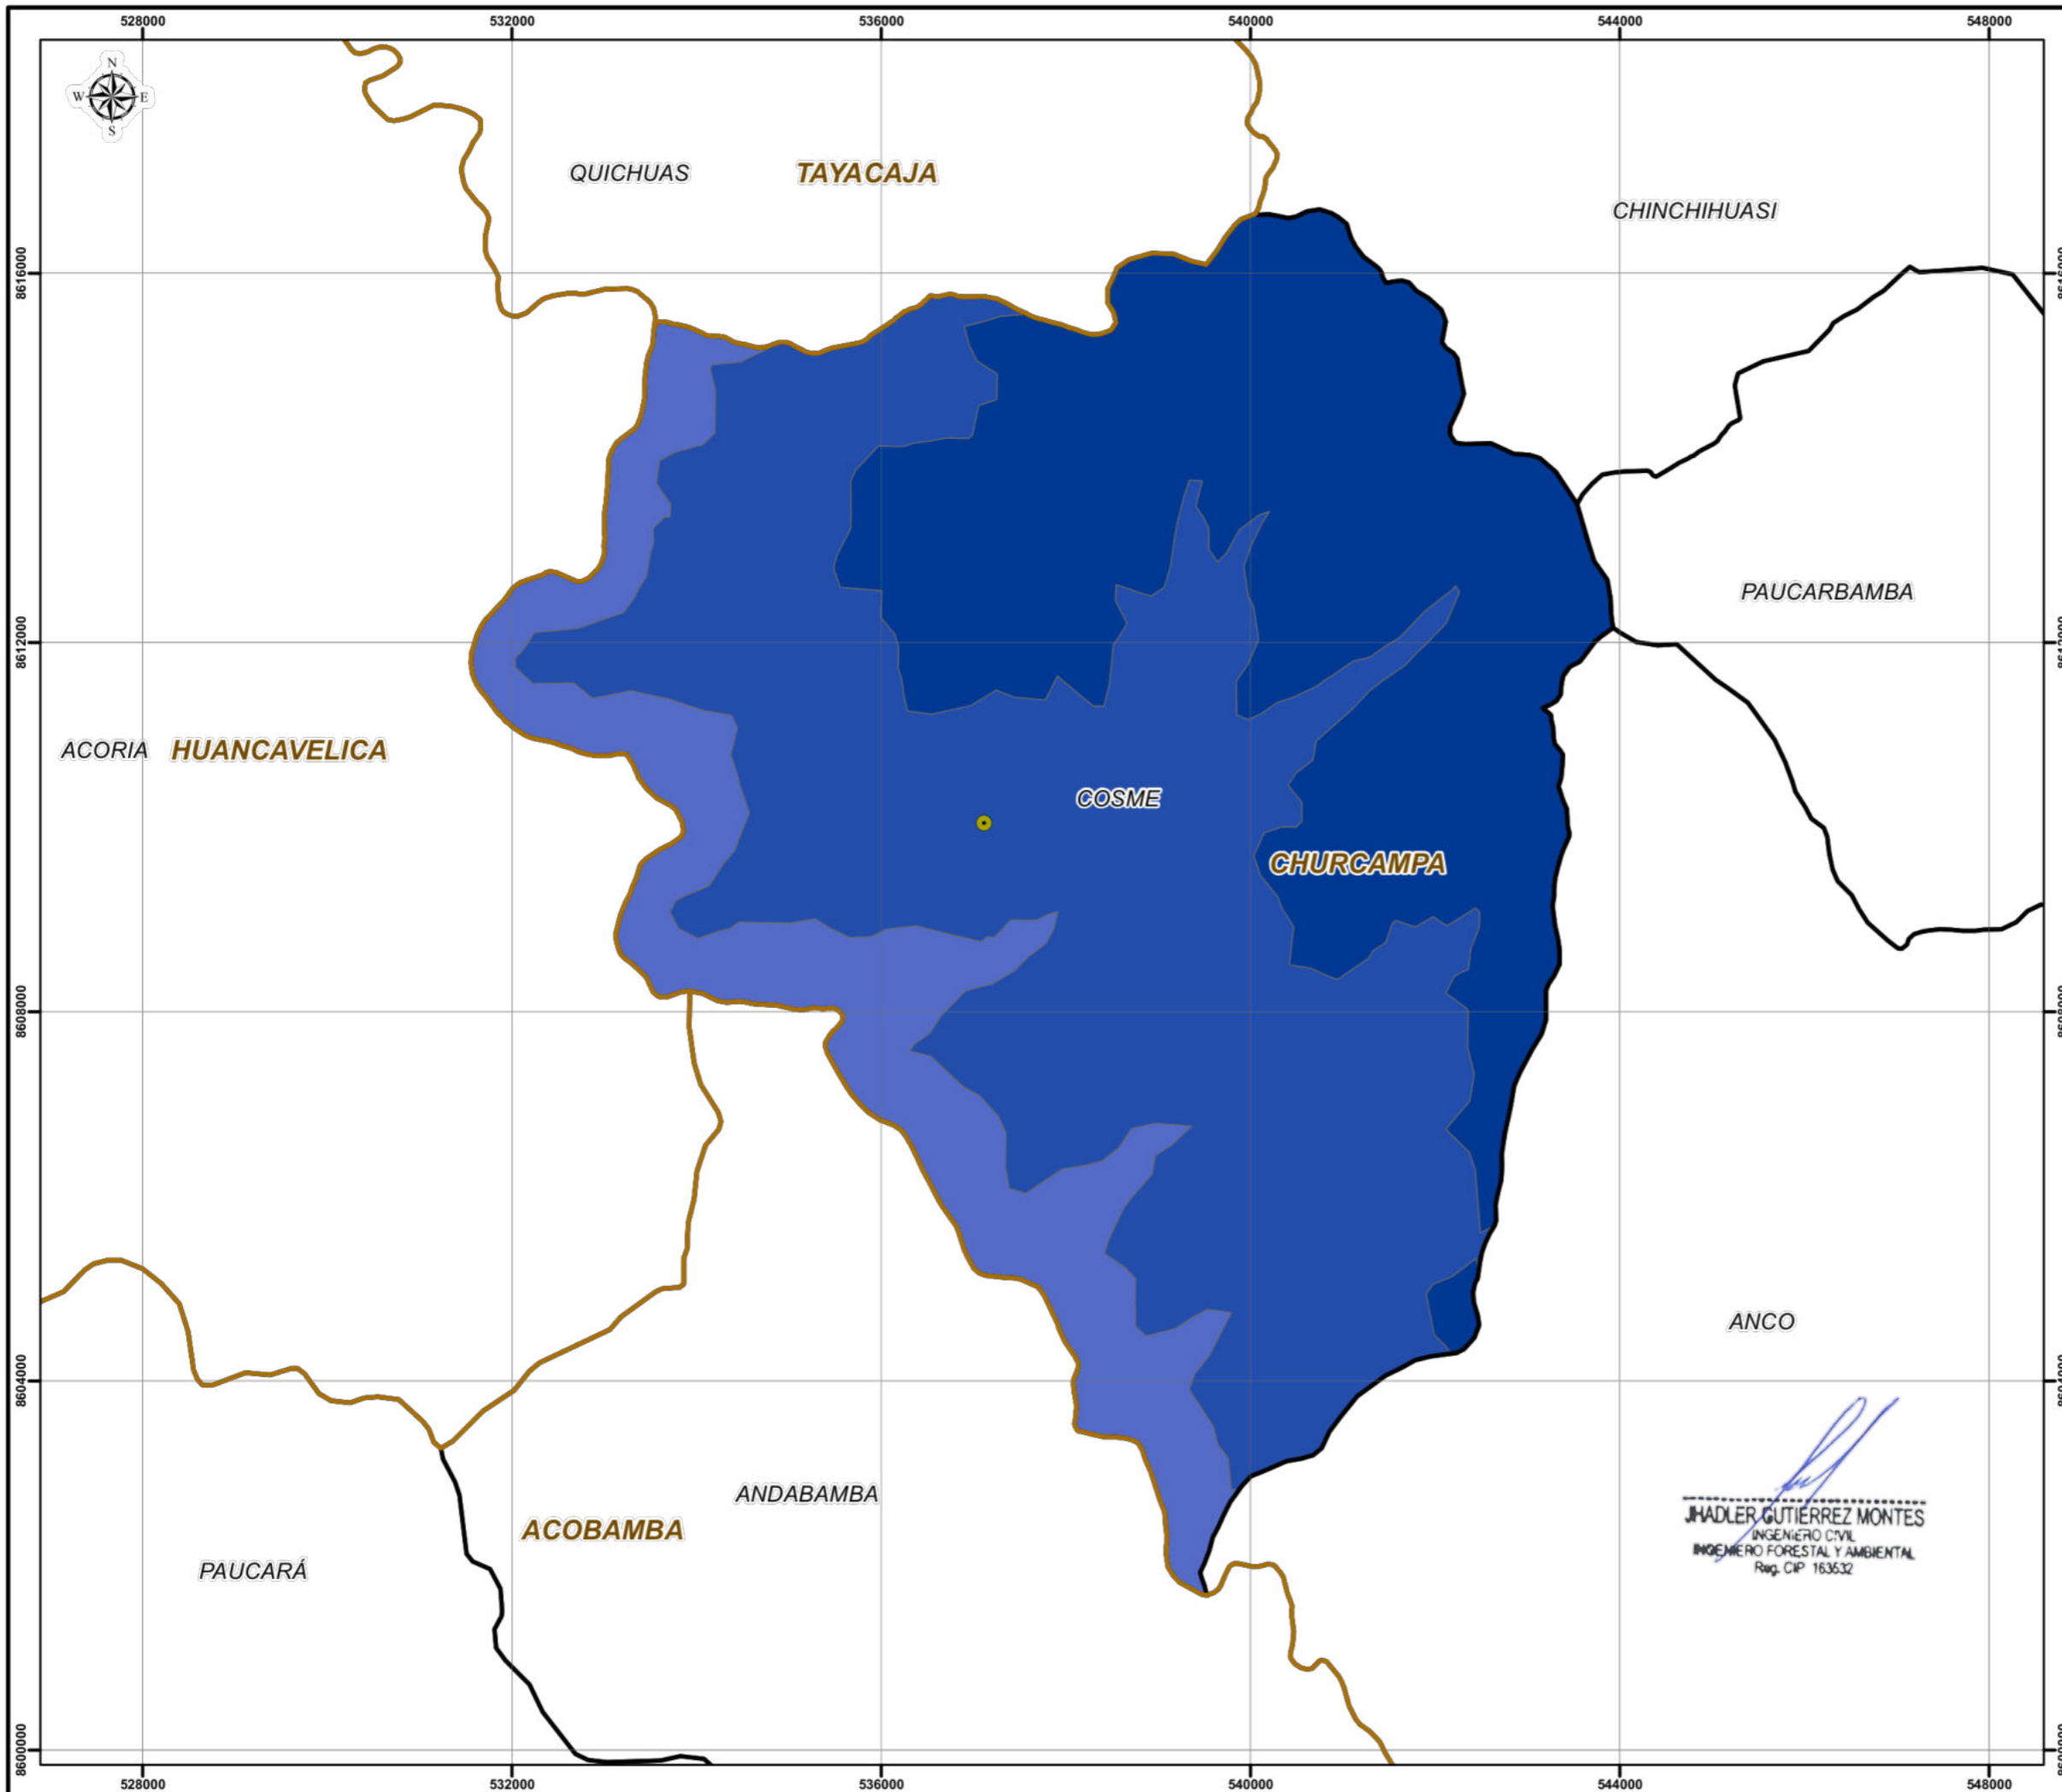 528000
532000
536000
540000
544000
548000
N
W E
S
QUICHUAS
TAYACAJA
CHINCHIHUASI
8616000
8612000
PAUCARBAMBA
ACORIA
HUANCAVELICA
COSME
CHURCAMPA
8608000
ANCO
8604000
ANDABAMBA
ACOBAMBA
PAUCARÁ
JHADLER GUTIERREZ MONTES
INGENIERO CIVIL
INGENIERO FORESTAL Y AMBIENTAL
Reg. CIP 163532
8600000
528000
532000
536000
540000
544000
548000